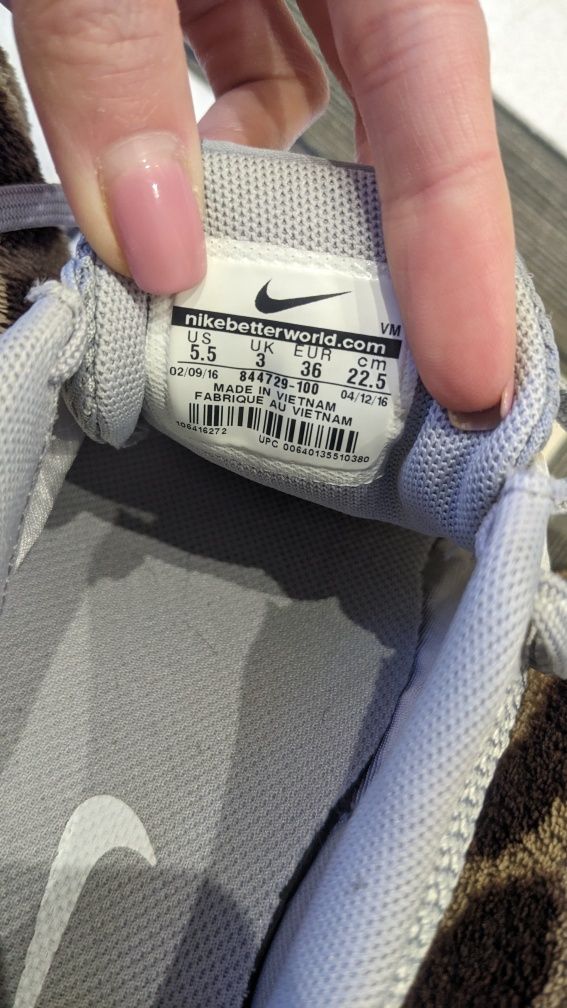 nikebetterworld.com VM
US UK EUR cm
5.5 3 36 22.5
02/09/16 844729-100 04/12/16
MADE IN VIETNAM
FABRIQUE AU VIETNAM
106416272 UPC 00640135510380